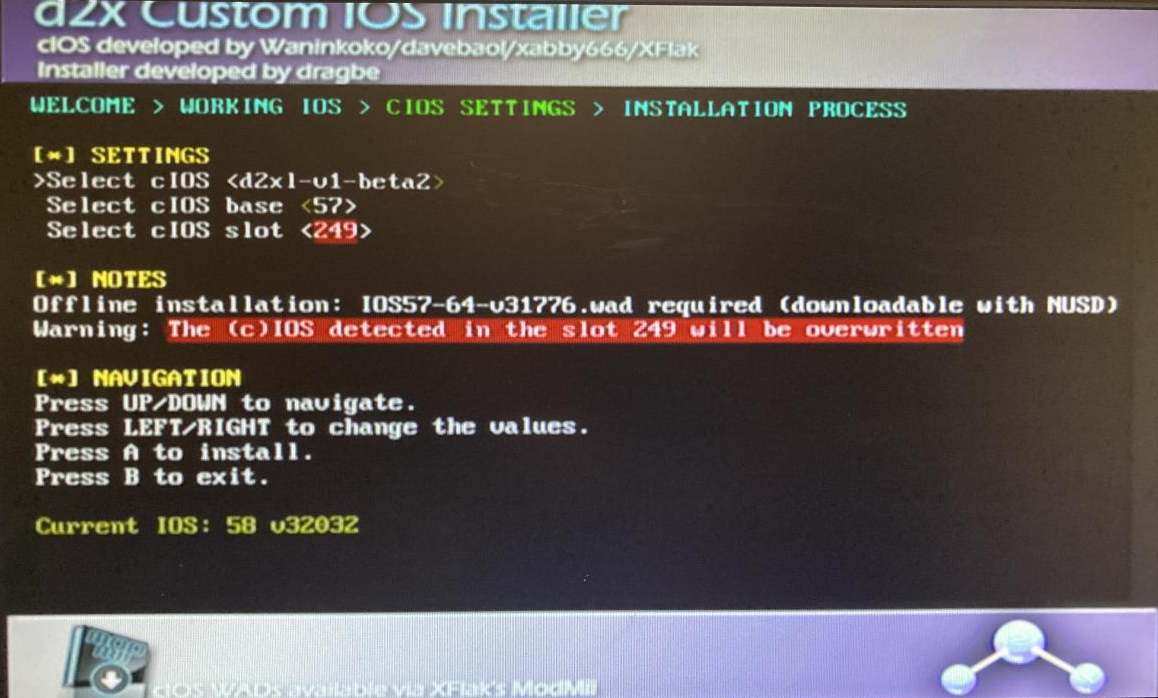 d2x Custom IOS Installer
cIOS developed by Waninkoko/davebaol/xabby666/XFlak
Installer developed by dragbe
WELCOME > WORKING IOS > CIOS SETTINGS > INSTALLATION PROCESS
[*] SETTINGS
>Select cIOS <d2xl-v1-beta2>
Select cIOS base <57>
Select cIOS slot <249>
[*] NOTES
Offline installation: IOS57-64-v31776.wad required (downloadable with NUSD)
Warning: The (c)IOS detected in the slot 249 will be overwritten
[*] NAVIGATION
Press UP/DOWN to navigate.
Press LEFT/RIGHT to change the values.
Press A to install.
Press B to exit.
Current IOS: 58 v32032
cIOS WADs available via XFlak's ModMii